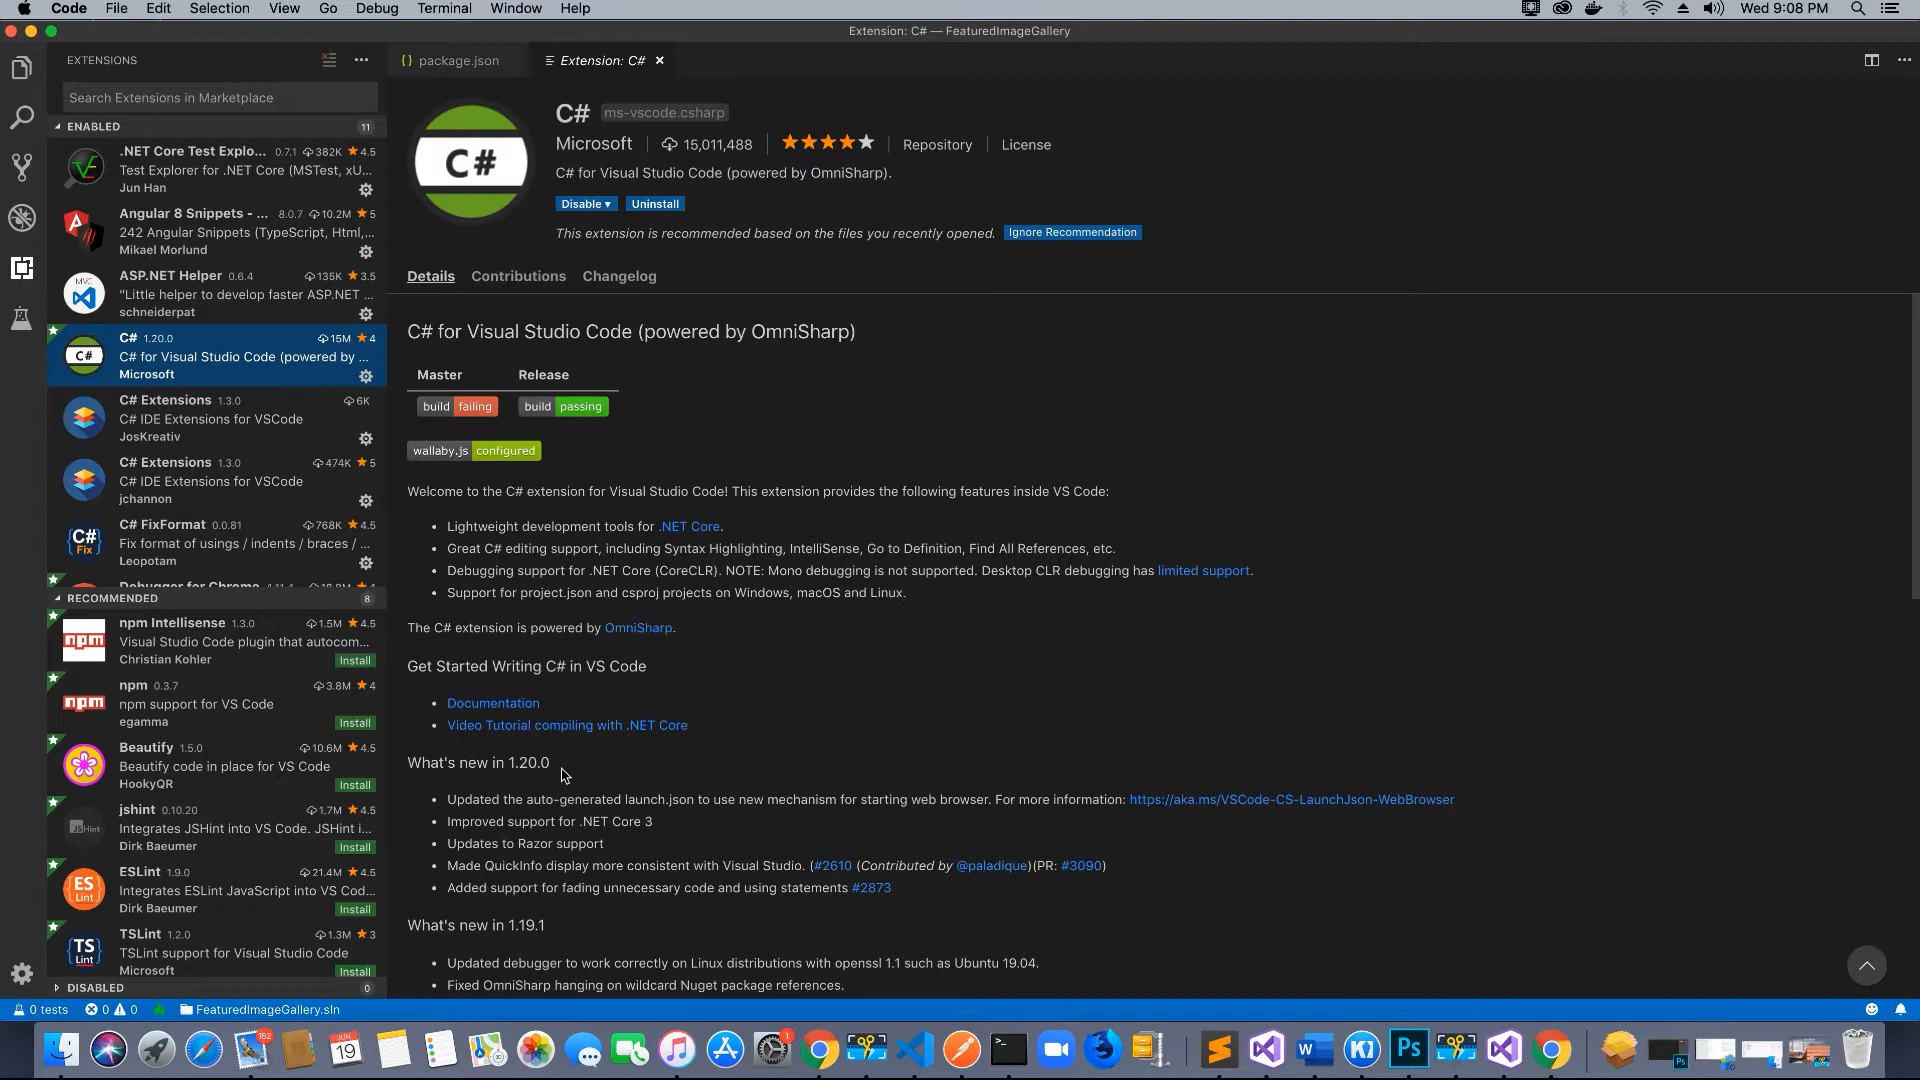 Code File Edit Selection View Go Debug Terminal Window Help
Wed 9:08 PM
Extension: C# — FeaturedImageGallery
EXTENSIONS
Search Extensions in Marketplace
ENABLED 11
.NET Core Test Explo... 0.7.1 382K 4.5
Test Explorer for .NET Core (MSTest, xU...
Jun Han
Angular 8 Snippets - ... 8.0.7 10.2M 5
242 Angular Snippets (TypeScript, Html,...
Mikael Morlund
ASP.NET Helper 0.6.4 135K 3.5
"Little helper to develop faster ASP.NET ...
schneiderpat
C# 1.20.0 15M 4
C# for Visual Studio Code (powered by ...
Microsoft
C# Extensions 1.3.0 6K
C# IDE Extensions for VSCode
JosKreativ
C# Extensions 1.3.0 474K 5
C# IDE Extensions for VSCode
jchannon
C# FixFormat 0.0.81 768K 4.5
Fix format of usings / indents / braces / ...
Leopotam
Debugger for Chrome
RECOMMENDED 8
npm Intellisense 1.3.0 1.5M 4.5
Visual Studio Code plugin that autocom...
Christian Kohler Install
npm 0.3.7 3.8M 4
npm support for VS Code
egamma Install
Beautify 1.5.0 10.6M 4.5
Beautify code in place for VS Code
HookyQR Install
jshint 0.10.20 1.7M 4.5
Integrates JSHint into VS Code. JSHint i...
Dirk Baeumer Install
ESLint 1.9.0 21.4M 4.5
Integrates ESLint JavaScript into VS Cod...
Dirk Baeumer Install
TSLint 1.2.0 1.3M 3
TSLint support for Visual Studio Code
Microsoft Install
DISABLED 0
{} package.json
Extension: C# ×
C# ms-vscode.csharp
Microsoft 15,011,488 Repository License
C# for Visual Studio Code (powered by OmniSharp).
Disable Uninstall
This extension is recommended based on the files you recently opened. Ignore Recommendation
Details Contributions Changelog
C# for Visual Studio Code (powered by OmniSharp)
Master Release
build failing build passing
wallaby.js configured
Welcome to the C# extension for Visual Studio Code! This extension provides the following features inside VS Code:
• Lightweight development tools for .NET Core.
• Great C# editing support, including Syntax Highlighting, IntelliSense, Go to Definition, Find All References, etc.
• Debugging support for .NET Core (CoreCLR). NOTE: Mono debugging is not supported. Desktop CLR debugging has limited support.
• Support for project.json and csproj projects on Windows, macOS and Linux.
The C# extension is powered by OmniSharp.
Get Started Writing C# in VS Code
• Documentation
• Video Tutorial compiling with .NET Core
What's new in 1.20.0
• Updated the auto-generated launch.json to use new mechanism for starting web browser. For more information: https://aka.ms/VSCode-CS-LaunchJson-WebBrowser
• Improved support for .NET Core 3
• Updates to Razor support
• Made QuickInfo display more consistent with Visual Studio. (#2610 (Contributed by @paladique)(PR: #3090)
• Added support for fading unnecessary code and using statements #2873
What's new in 1.19.1
• Updated debugger to work correctly on Linux distributions with openssl 1.1 such as Ubuntu 19.04.
• Fixed OmniSharp hanging on wildcard Nuget package references.
0 tests 0 0 FeaturedImageGallery.sln